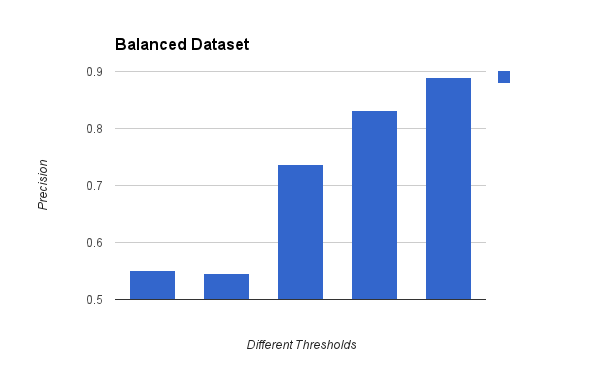 Balanced Dataset
0.9
0.8
0.7
0.6
0.5
Precision
Different Thresholds